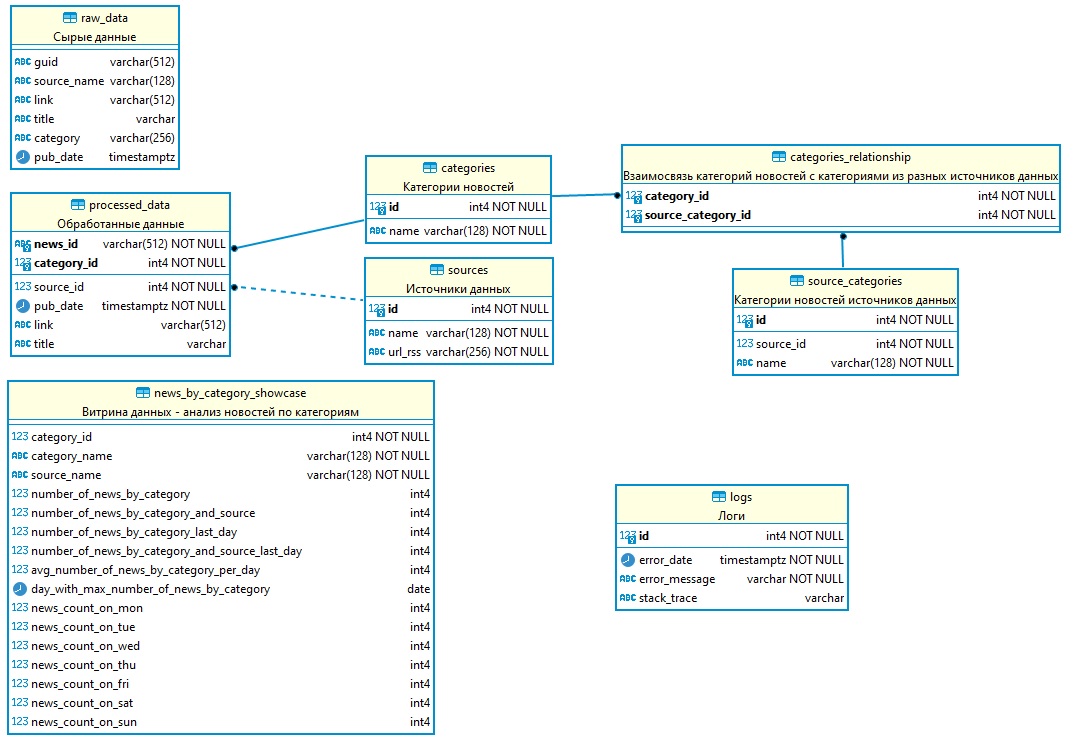 raw_data
Сырые данные
ABC guid varchar(512)
ABC source_name varchar(128)
ABC link varchar(512)
ABC title varchar
ABC category varchar(256)
pub_date timestamptz
processed_data
Обработанные данные
ABC news_id varchar(512) NOT NULL
123 category_id int4 NOT NULL
123 source_id int4 NOT NULL
pub_date timestamptz NOT NULL
ABC link varchar(512)
ABC title varchar
categories
Категории новостей
123 id int4 NOT NULL
ABC name varchar(128) NOT NULL
sources
Источники данных
123 id int4 NOT NULL
ABC name varchar(128) NOT NULL
ABC url_rss varchar(256) NOT NULL
categories_relationship
Взаимосвязь категорий новостей с категориями из разных источников данных
123 category_id int4 NOT NULL
123 source_category_id int4 NOT NULL
source_categories
Категории новостей источников данных
123 id int4 NOT NULL
123 source_id int4 NOT NULL
ABC name varchar(128) NOT NULL
news_by_category_showcase
Витрина данных - анализ новостей по категориям
123 category_id int4 NOT NULL
ABC category_name varchar(128) NOT NULL
ABC source_name varchar(128) NOT NULL
123 number_of_news_by_category int4
123 number_of_news_by_category_and_source int4
123 number_of_news_by_category_last_day int4
123 number_of_news_by_category_and_source_last_day int4
123 avg_number_of_news_by_category_per_day int4
day_with_max_number_of_news_by_category date
123 news_count_on_mon int4
123 news_count_on_tue int4
123 news_count_on_wed int4
123 news_count_on_thu int4
123 news_count_on_fri int4
123 news_count_on_sat int4
123 news_count_on_sun int4
logs
Логи
123 id int4 NOT NULL
error_date timestamptz NOT NULL
ABC error_message varchar NOT NULL
ABC stack_trace varchar